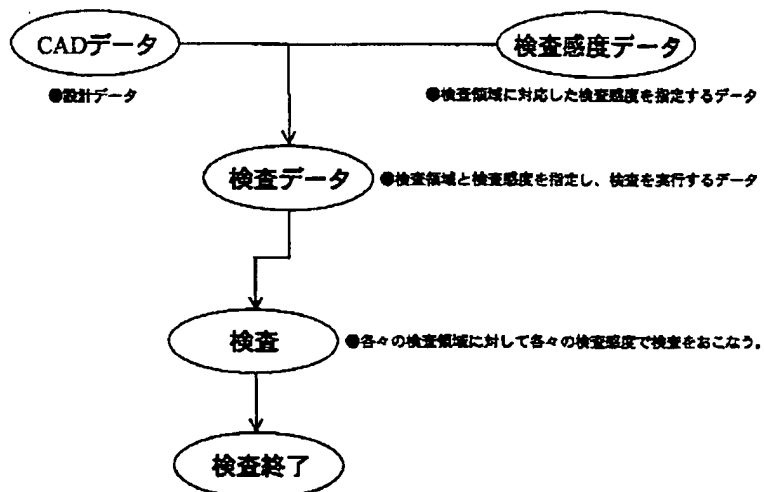 CADデータ
検査感度データ
●設計データ
●検査領域に対応した検査感度を指定するデータ
検査データ
●検査領域と検査感度を指定し、検査を実行するデータ
検査
●各々の検査領域に対して各々の検査感度で検査をおこなう。
検査終了